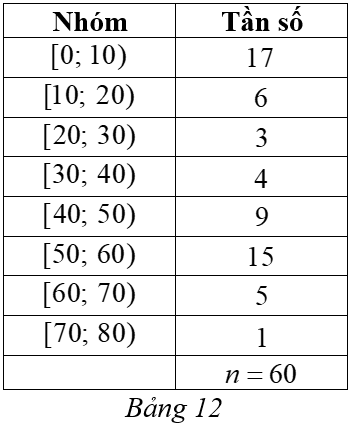 Nhóm Tần số
[0; 10) 17
[10; 20) 6
[20; 30) 3
[30; 40) 4
[40; 50) 9
[50; 60) 15
[60; 70) 5
[70; 80) 1
n = 60
Bảng 12